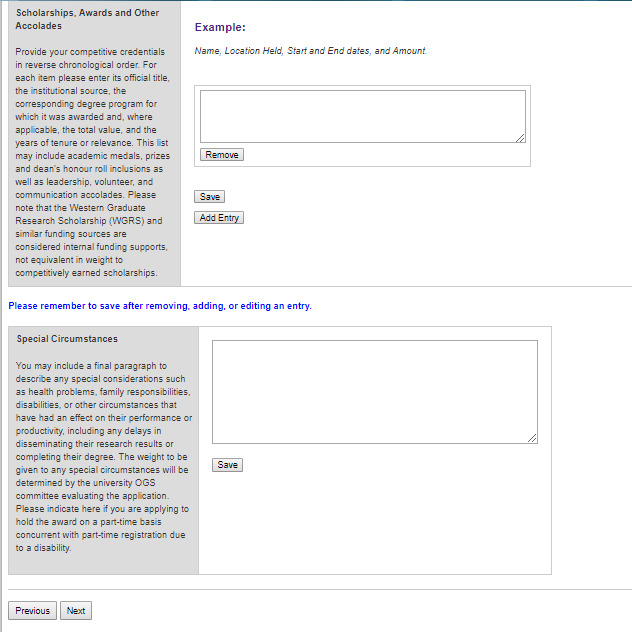 Scholarships, Awards and Other
Accolades
Provide your competitive credentials
in reverse chronological order. For
each item please enter its official title,
the institutional source, the
corresponding degree program for
which it was awarded and, where
applicable, the total value, and the
years of tenure or relevance. This list
may include academic medals, prizes
and dean's honour roll inclusions as
well as leadership, volunteer, and
communication accolades. Please
note that the Western Graduate
Research Scholarship (WGRS) and
similar funding sources are
considered internal funding supports,
not equivalent in weight to
competitively earned scholarships.
Example:
Name, Location Held, Start and End dates, and Amount.
Remove
Save
Add Entry
Please remember to save after removing, adding, or editing an entry.
Special Circumstances
You may include a final paragraph to
describe any special considerations such
as health problems, family responsibilities,
disabilities, or other circumstances that
have had an effect on their performance or
productivity, including any delays in
disseminating their research results or
completing their degree. The weight to be
given to any special circumstances will be
determined by the university OGS
committee evaluating the application.
Please indicate here if you are applying to
hold the award on a part-time basis
concurrent with part-time registration due
to a disability.
Save
Previous Next